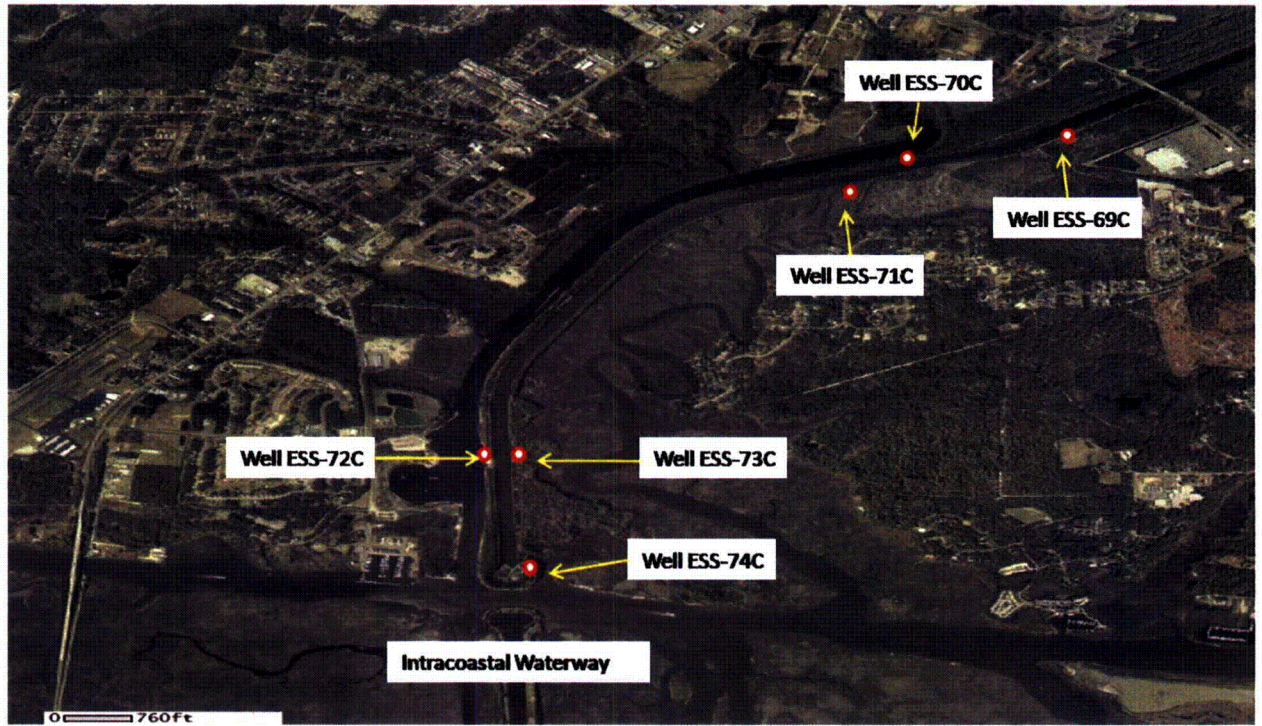 Well ESS-70C
Well ESS-69C
Well ESS-71C
Well ESS-72C
Well ESS-73C
Well ESS-74C
Intracoastal Waterway
0 760ft